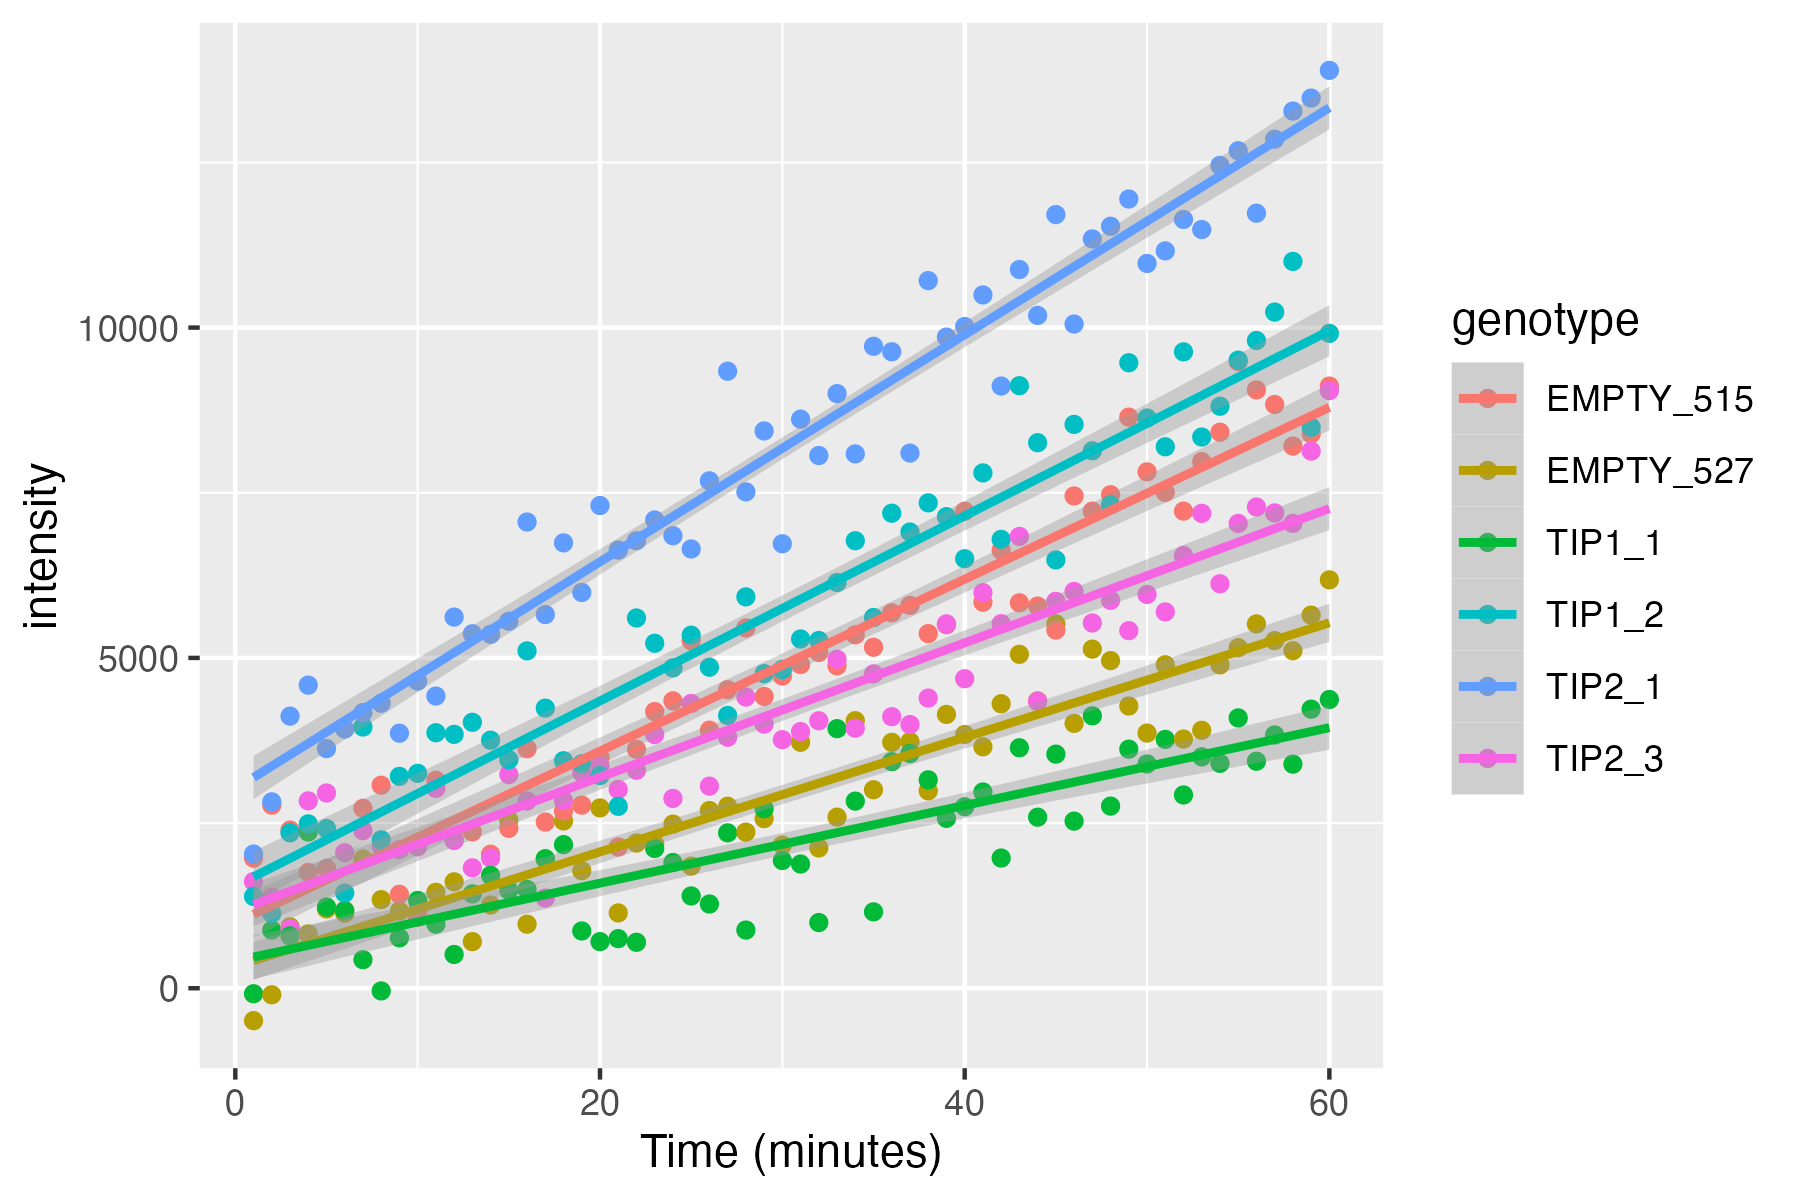 intensity
10000
5000
0
0
20
40
60
Time (minutes)
genotype
EMPTY_515
EMPTY_527
TIP1_1
TIP1_2
TIP2_1
TIP2_3